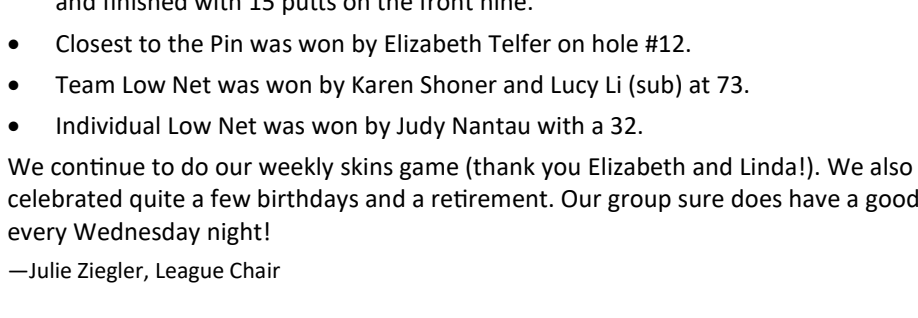 and finished with 15 putts on the front nine.
• Closest to the Pin was won by Elizabeth Telfer on hole #12.
• Team Low Net was won by Karen Shoner and Lucy Li (sub) at 73.
• Individual Low Net was won by Judy Nantau with a 32.
We continue to do our weekly skins game (thank you Elizabeth and Linda!). We also
celebrated quite a few birthdays and a retirement. Our group sure does have a good
every Wednesday night!
—Julie Ziegler, League Chair